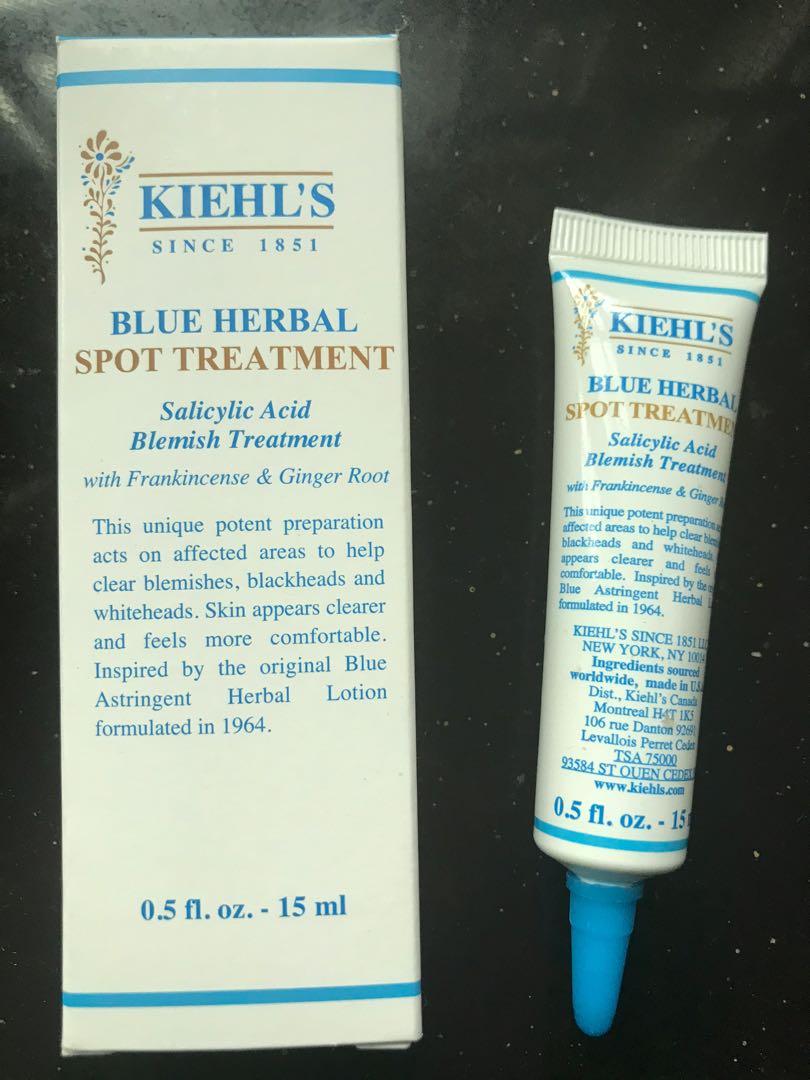 KIEHL'S
SINCE 1851
BLUE HERBAL
SPOT TREATMENT
Salicylic Acid
Blemish Treatment
with Frankincense & Ginger Root
This unique potent preparation
acts on affected areas to help
clear blemishes, blackheads and
whiteheads. Skin appears clearer
and feels more comfortable.
Inspired by the original Blue
Astringent Herbal Lotion
formulated in 1964.
0.5 fl. oz. - 15 ml
KIEHL'S
SINCE 1851
BLUE HERBAL
SPOT
Salicylic Acid
Blemish Treatment
with Frankincense &
This unique potent preparation
affected areas to help clear
blackheads and whiteheads.
appears clearer and feels
comfortable. Inspired by the
Blue Astringent Herbal
formulated in 1964.
KIEHL'S SINCE 1851
NEW YORK, NY
Ingredients sourced
worldwide, made in
Dist., Kiehl's Canada
Montreal H4T 1K5
106 rue Danton
Levallois Perret
TSA 75000
93584 ST OUEN
www.kiehls.com
0.5 fl. oz. -